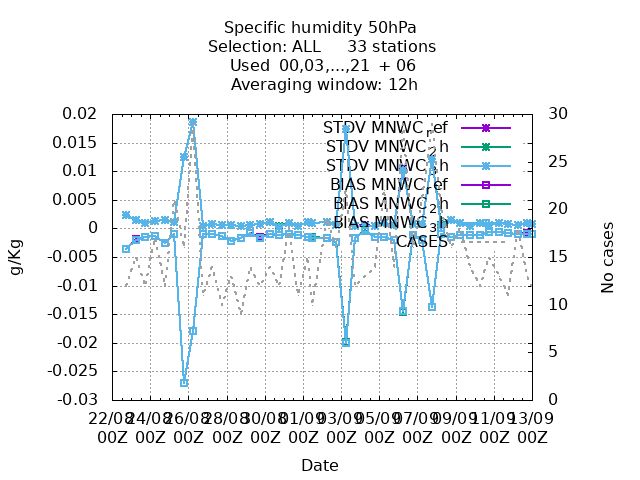 Specific humidity 50hPa
Selection: ALL 33 stations
Used 00,03,...,21 + 06
Averaging window: 12h
0.02
0.015
0.01
0.005
0
-0.005
-0.01
-0.015
-0.02
-0.025
-0.03
g/Kg
30
25
20
15
10
5
0
No cases
STDV MNWC_ref
STDV MNWC_2h
STDV MNWC_3h
BIAS MNWC_ref
BIAS MNWC_2h
BIAS MNWC_3h
CASES
22/08 24/08 26/08 28/08 30/08 01/09 03/09 05/09 07/09 09/09 11/09 13/09
00Z 00Z 00Z 00Z 00Z 00Z 00Z 00Z 00Z 00Z 00Z 00Z
Date